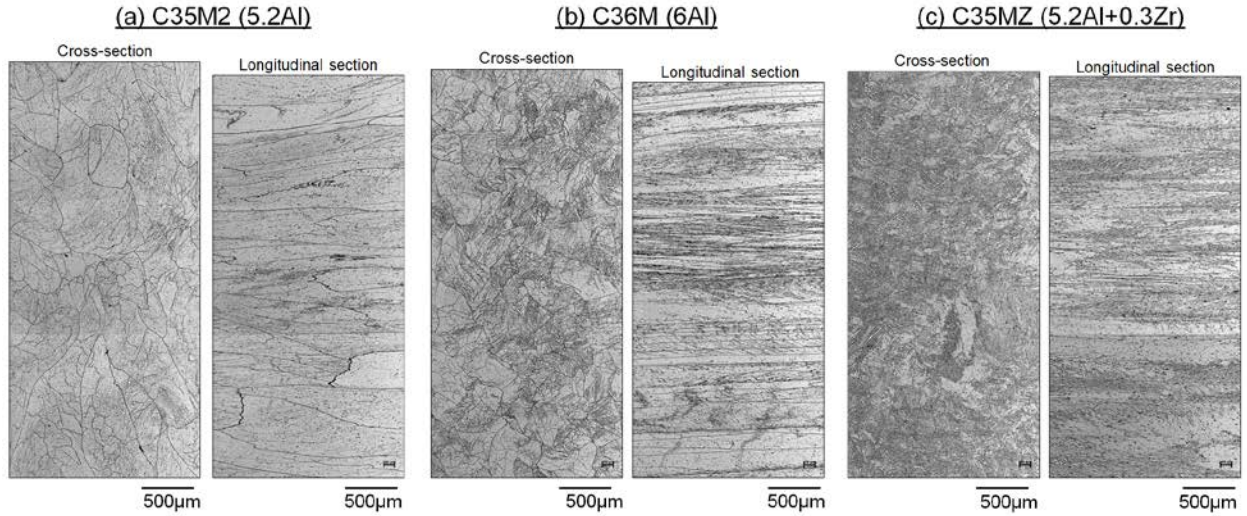 (a) C35M2 (5.2Al)
(b) C36M (6Al)
(c) C35MZ (5.2Al+0.3Zr)
Cross-section
Longitudinal section
Cross-section
Longitudinal section
Cross-section
Longitudinal section
500μm
500μm
500μm
500μm
500μm
500μm